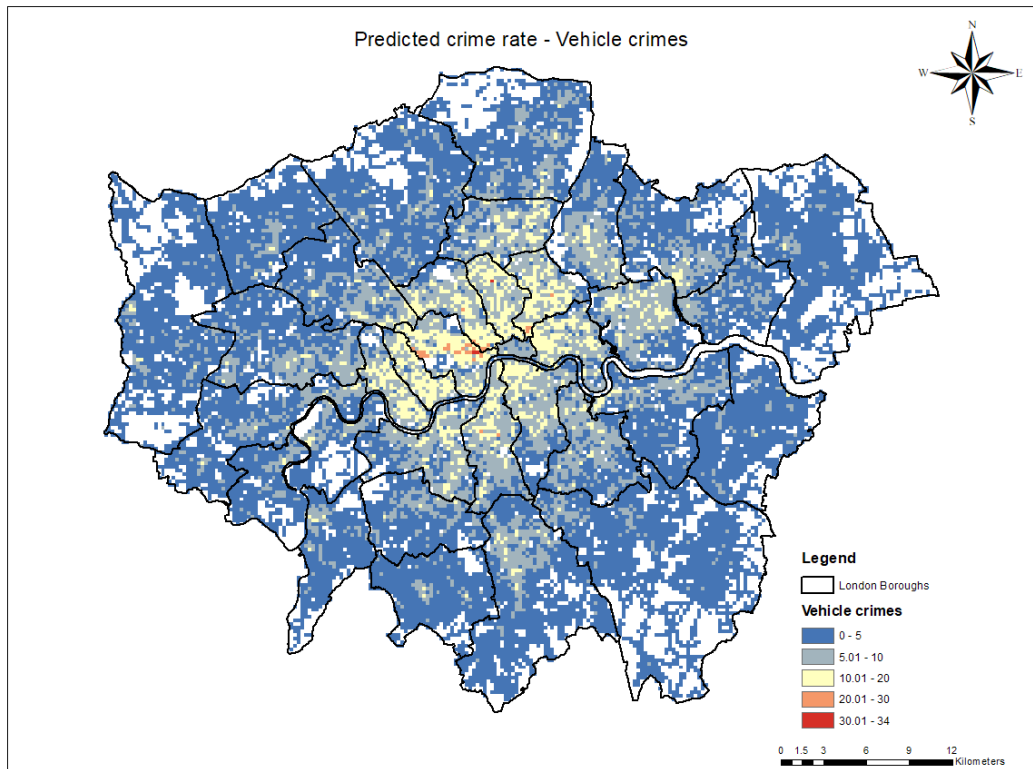 Predicted crime rate - Vehicle crimes
N
W E
S
Legend
London Boroughs
Vehicle crimes
0 - 5
5.01 - 10
10.01 - 20
20.01 - 30
30.01 - 34
0 1.5 3 6 9 12
Kilometers